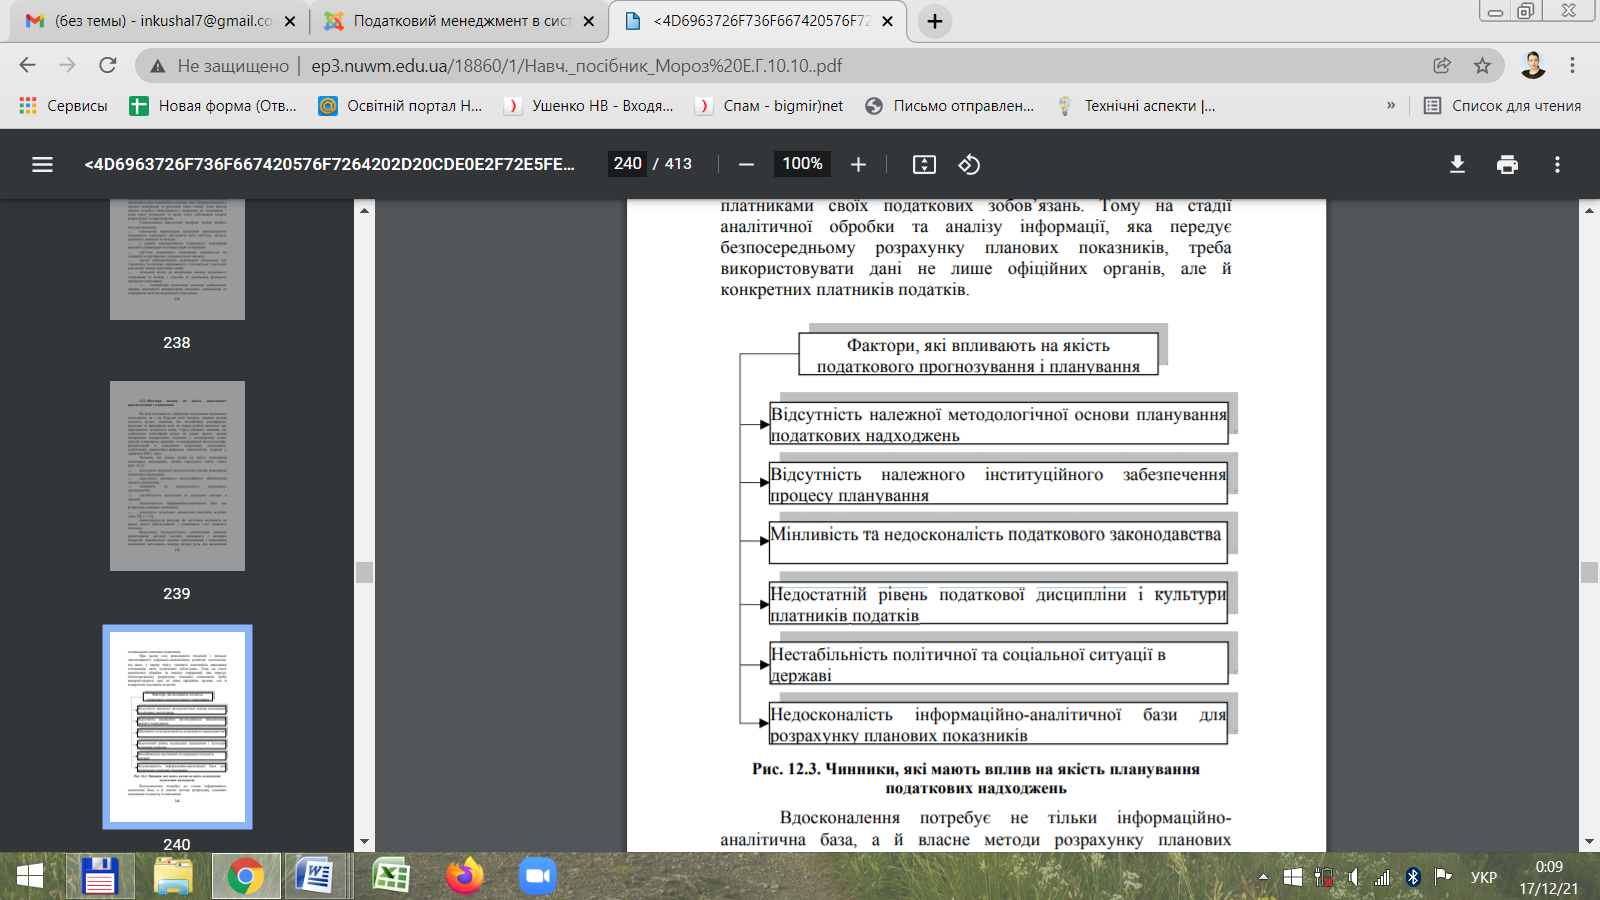 (без темы) - inkushal7@gmail.co
Податковий менеджмент в сист
<4D6963726F736F667420576F72
Не защищено
ep3.nuwm.edu.ua/18860/1/Навч._посібник_Мороз%20Е.Г.10.10..pdf
Сервисы
Новая форма (Отв...
Освітній портал Н...
Ушенко НВ - Входя...
Спам - bigmir)net
Письмо отправлен...
Технічні аспекти |...
»
Список для чтения
<4D6963726F736F667420576F7264202D20CDE0E2F72E5FE...
240 / 413
100%
238
239
240
платниками своїх податкових зобов’язань. Тому на стадії
аналітичної обробки та аналізу інформації, яка передує
безпосередньому розрахунку планових показників, треба
використовувати дані не лише офіційних органів, але й
конкретних платників податків.
Фактори, які впливають на якість
податкового прогнозування і планування
Відсутність належної методологічної основи планування
податкових надходжень
Відсутність належного інституційного забезпечення
процесу планування
Мінливість та недосконалість податкового законодавства
Недостатній рівень податкової дисципліни і культури
платників податків
Нестабільність політичної та соціальної ситуації в
державі
Недосконалість інформаційно-аналітичної бази для
розрахунку планових показників
Рис. 12.3. Чинники, які мають вплив на якість планування
податкових надходжень
Вдосконалення потребує не тільки інформаційно-
аналітична база, а й власне методи розрахунку планових
УКР
0:09
17/12/21